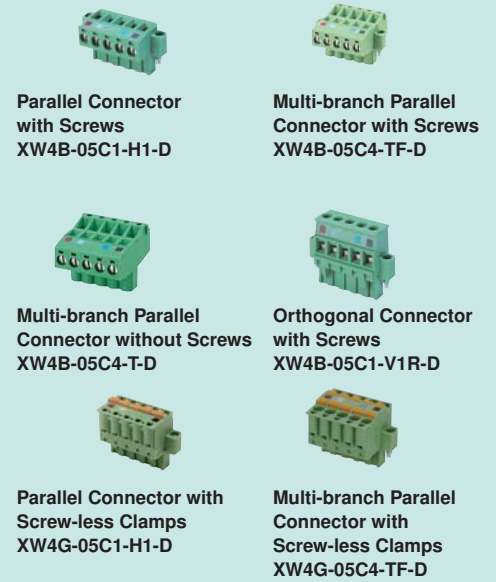 Parallel Connector
with Screws
XW4B-05C1-H1-D
Multi-branch Parallel
Connector with Screws
XW4B-05C4-TF-D
Multi-branch Parallel
Connector without Screws
XW4B-05C4-T-D
Orthogonal Connector
with Screws
XW4B-05C1-V1R-D
Parallel Connector with
Screw-less Clamps
XW4G-05C1-H1-D
Multi-branch Parallel
Connector with
Screw-less Clamps
XW4G-05C4-TF-D